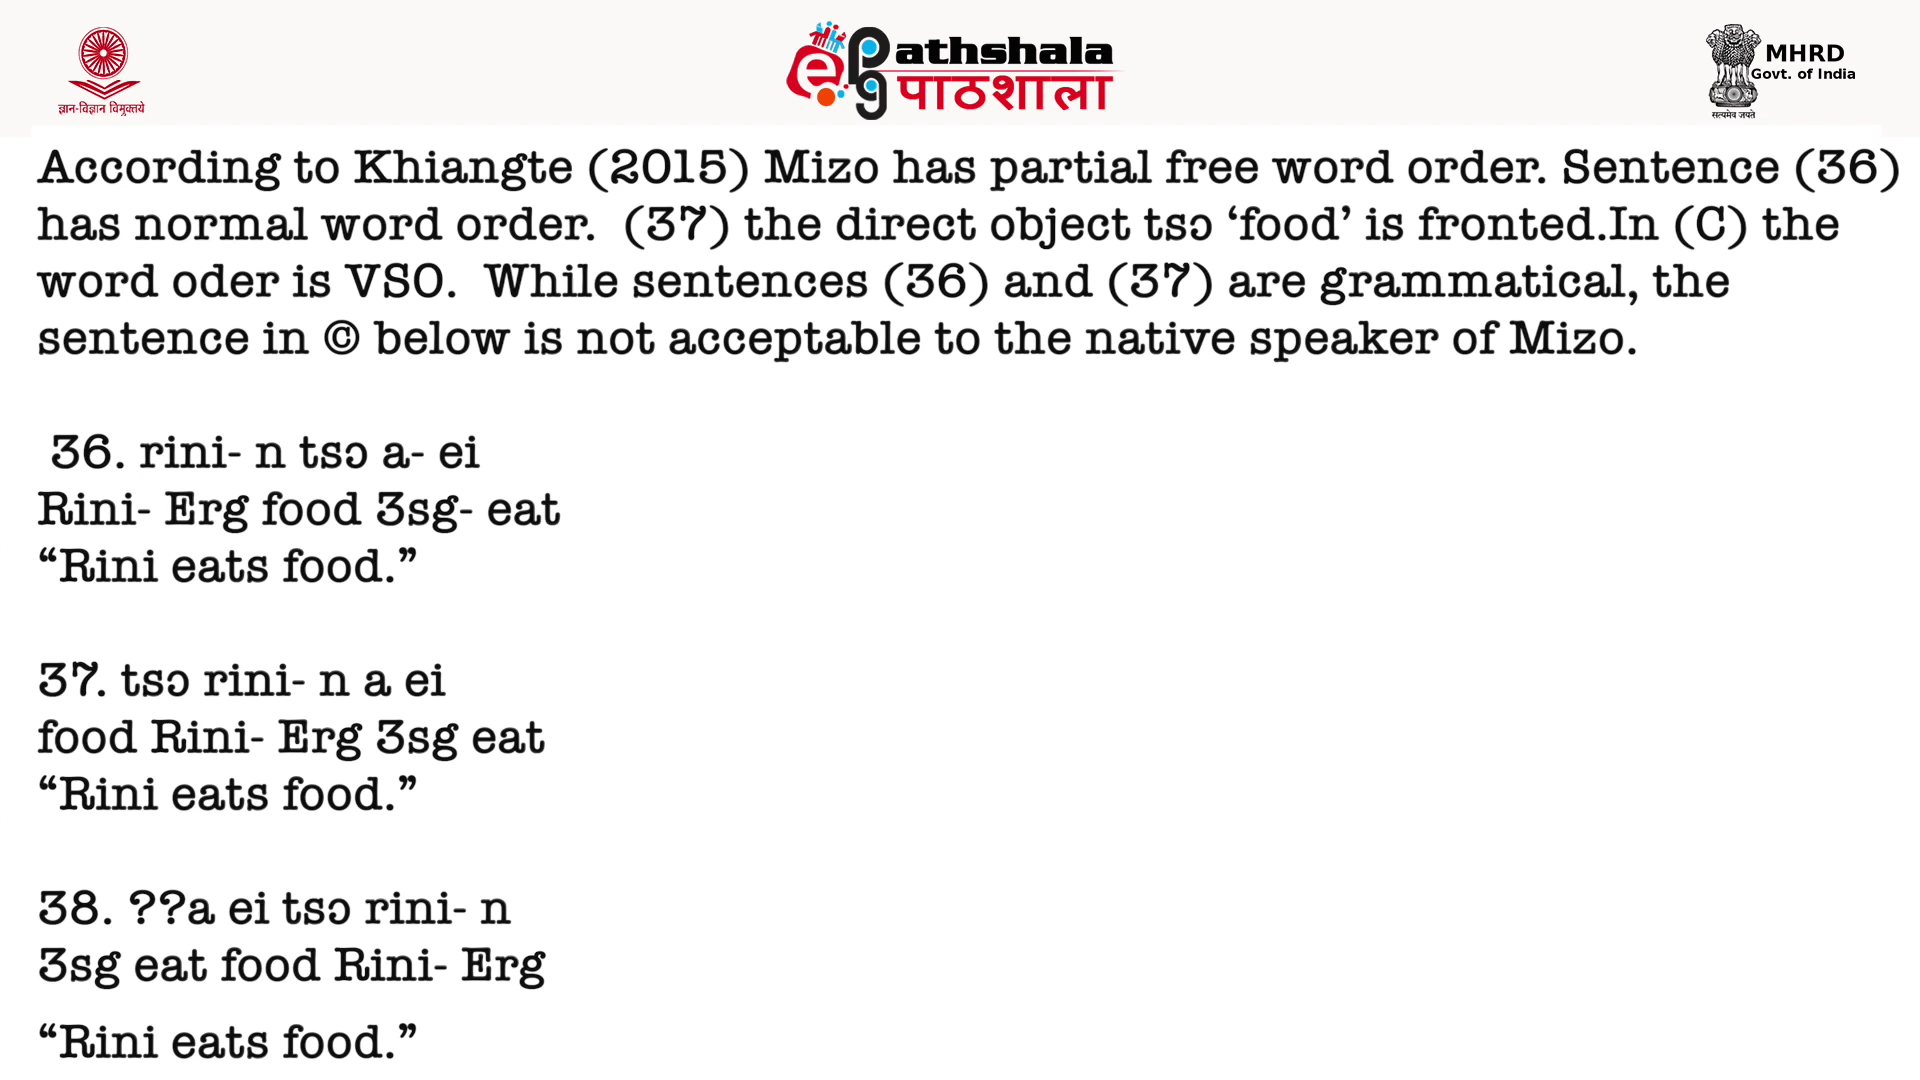 ज्ञान-विज्ञान विमुक्तये
ePathshala
पाठशाला
MHRD
Govt. of India
सत्यमेव जयते
According to Khiangte (2015) Mizo has partial free word order. Sentence (36)
has normal word order.  (37) the direct object tsɔ ‘food’ is fronted.In (C) the
word oder is VSO.  While sentences (36) and (37) are grammatical, the
sentence in © below is not acceptable to the native speaker of Mizo.
36. rini- n tsɔ a- ei
Rini- Erg food 3sg- eat
“Rini eats food.”
37. tsɔ rini- n a ei
food Rini- Erg 3sg eat
“Rini eats food.”
38. ??a ei tsɔ rini- n
3sg eat food Rini- Erg
“Rini eats food.”